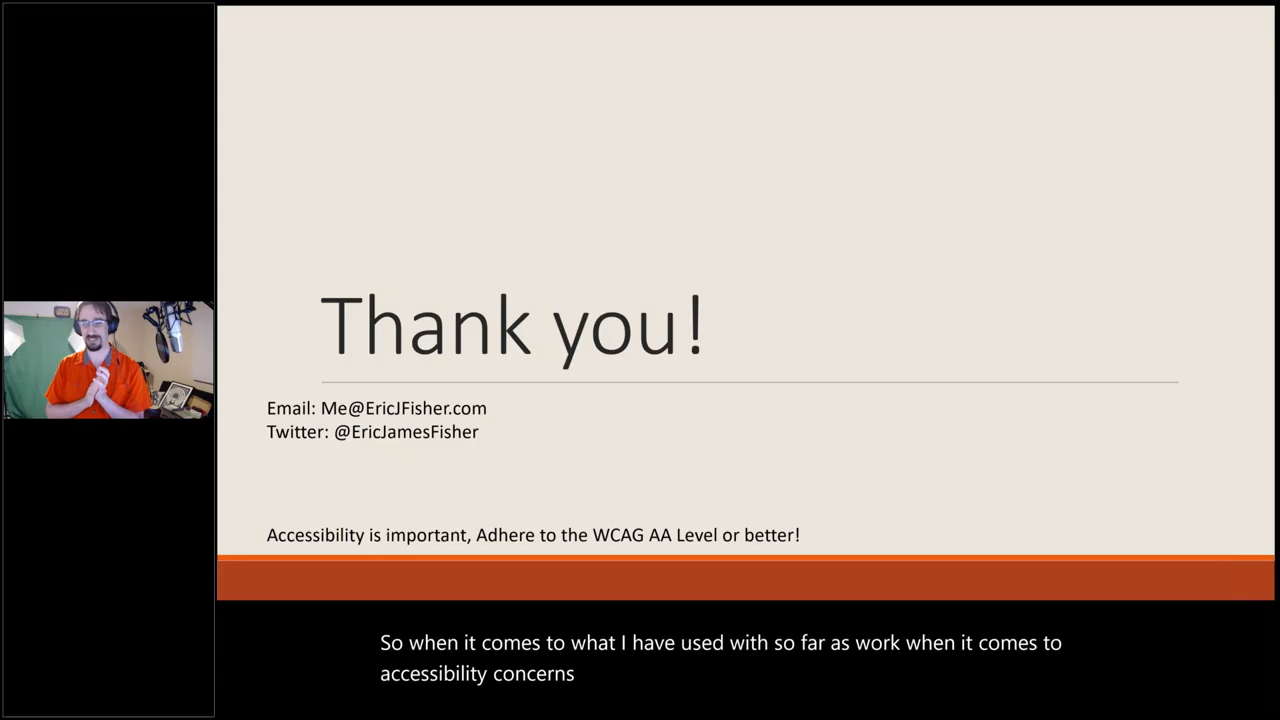 Thank you!
Email: Me@EricJFisher.com
Twitter: @EricJamesFisher
Accessibility is important, Adhere to the WCAG AA Level or better!
So when it comes to what I have used with so far as work when it comes to
accessibility concerns